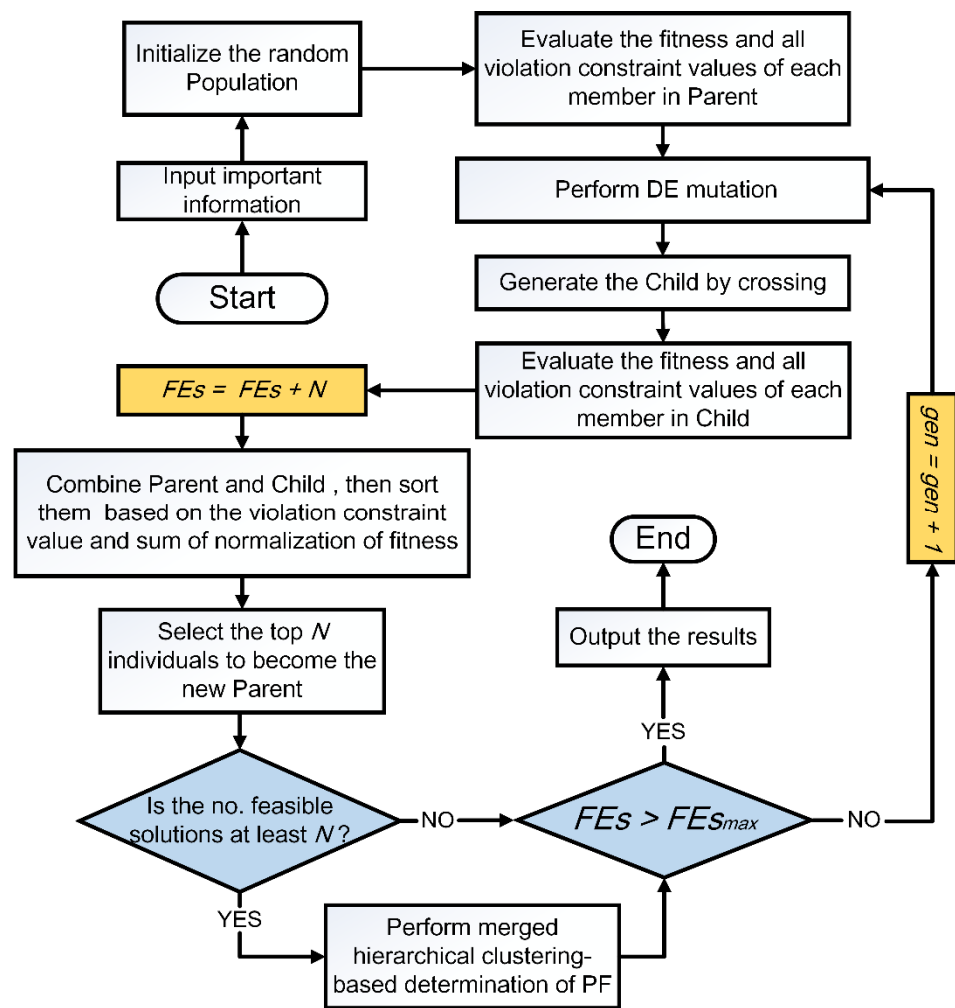 Start
Input important
information
Initialize the random
Population
Evaluate the fitness and all
violation constraint values of each
member in Parent
Perform DE mutation
Generate the Child by crossing
Evaluate the fitness and all
violation constraint values of each
member in Child
FEs = FEs + N
Combine Parent and Child , then sort
them based on the violation constraint
value and sum of normalization of fitness
Select the top N
individuals to become the
new Parent
Is the no. feasible
solutions at least N?
NO
YES
Perform merged
hierarchical clustering-
based determination of PF
FEs > FEsmax
YES
Output the results
End
NO
gen = gen + 1